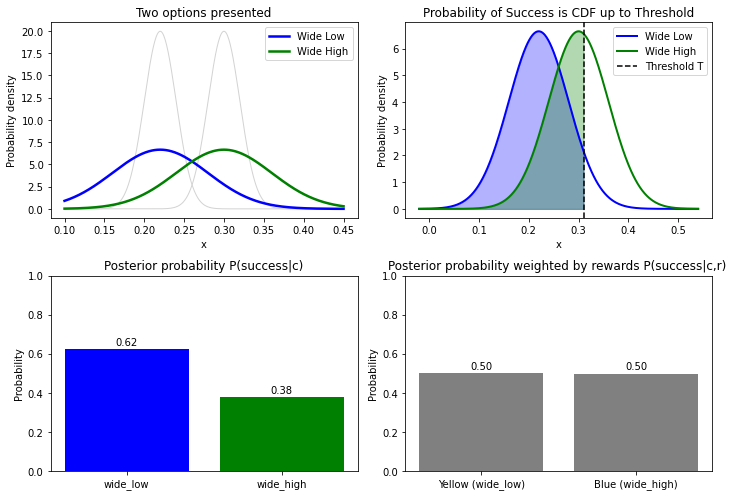 Two options presented
Probability density
20.0
17.5
15.0
12.5
10.0
7.5
5.0
2.5
0.0
0.10
0.15
0.20
0.25
0.30
0.35
0.40
0.45
x
Wide Low
Wide High
Probability of Success is CDF up to Threshold
Probability density
7
6
5
4
3
2
1
0
0.0
0.1
0.2
0.3
0.4
0.5
x
Wide Low
Wide High
Threshold T
Posterior probability P(success|c)
Probability
1.0
0.8
0.6
0.4
0.2
0.0
0.62
0.38
wide_low
wide_high
Posterior probability weighted by rewards P(success|c,r)
Probability
1.0
0.8
0.6
0.4
0.2
0.0
0.50
0.50
Yellow (wide_low)
Blue (wide_high)